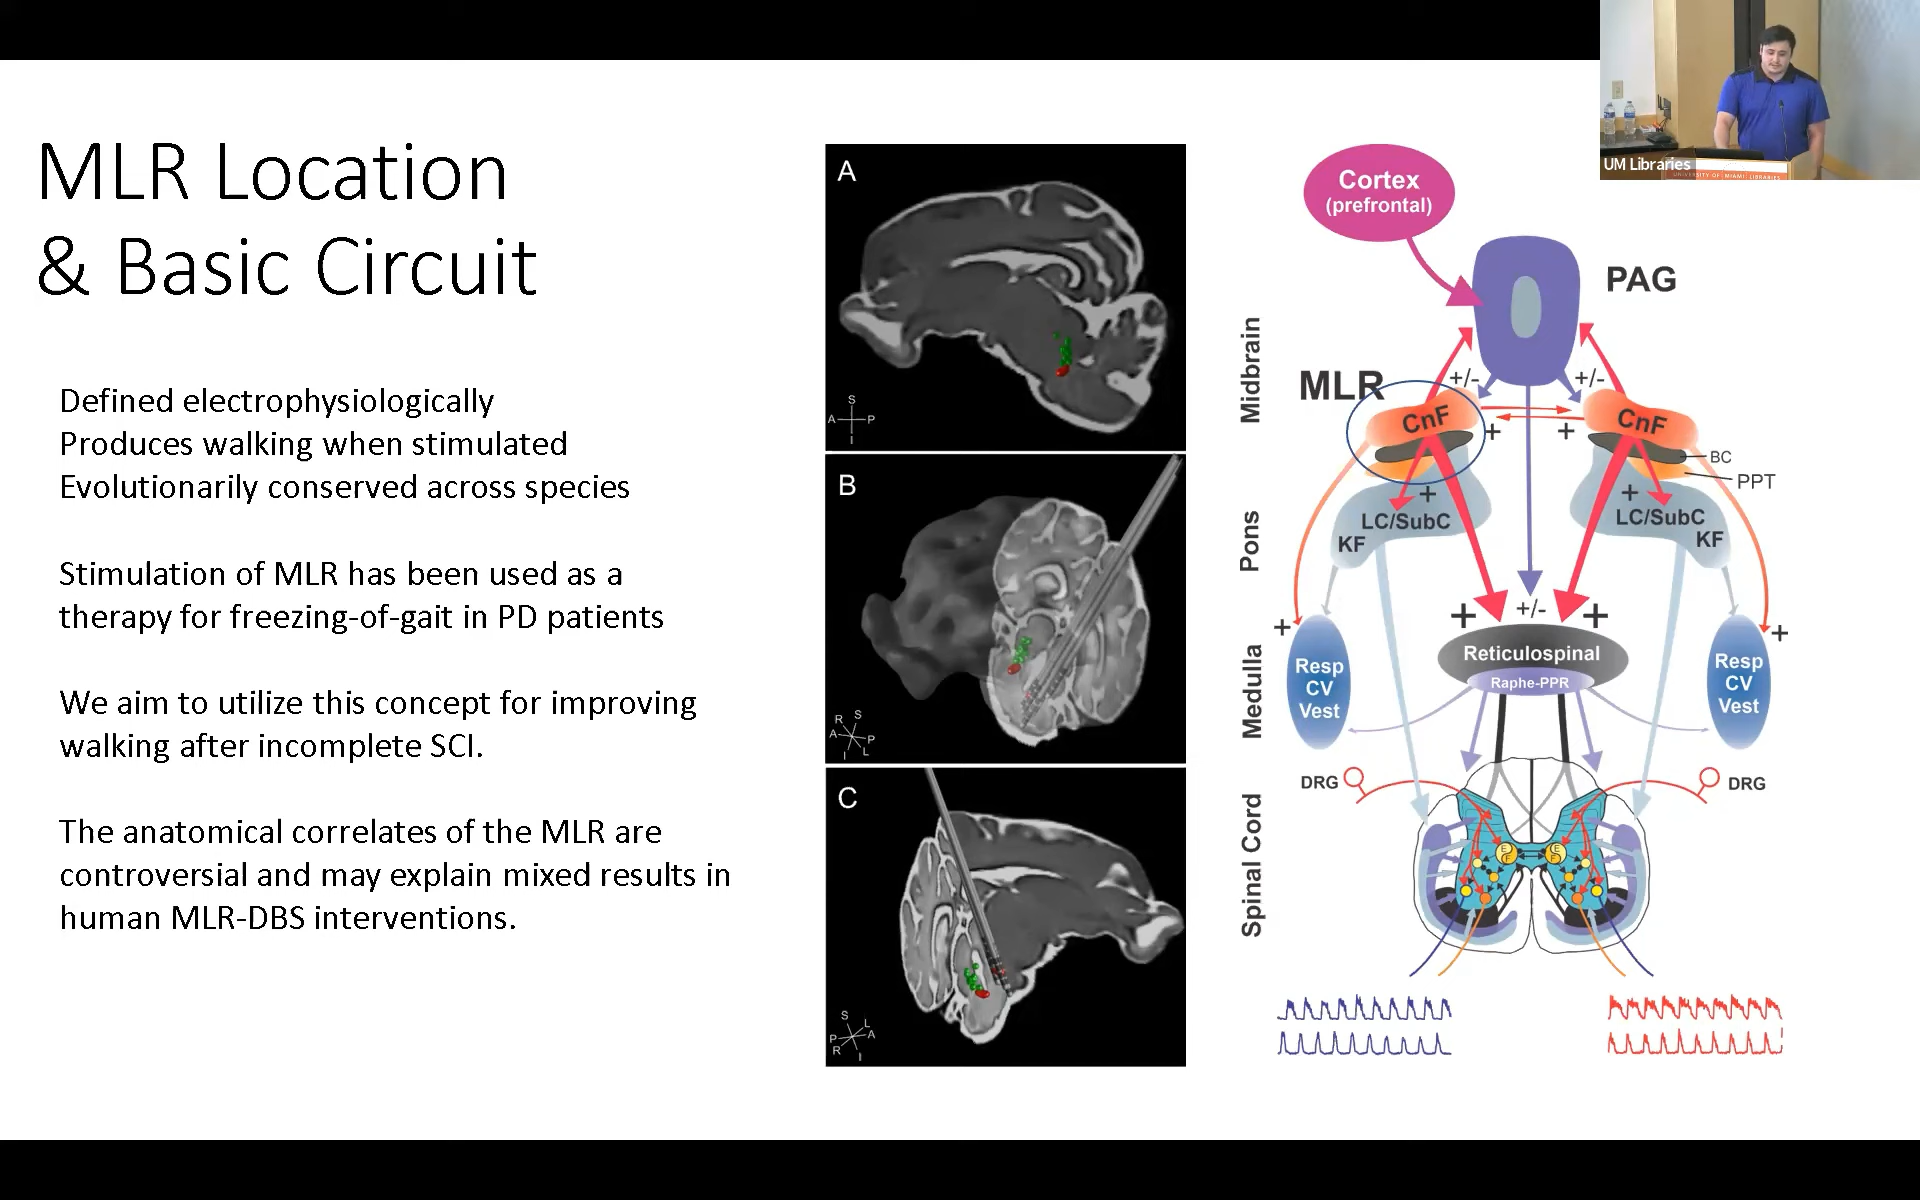 MLR Location
& Basic Circuit
Defined electrophysiologically
Produces walking when stimulated
Evolutionarily conserved across species
Stimulation of MLR has been used as a
therapy for freezing-of-gait in PD patients
We aim to utilize this concept for improving
walking after incomplete SCI.
The anatomical correlates of the MLR are
controversial and may explain mixed results in
human MLR-DBS interventions.
A
S
A P
I
B
R S
A P
I L
C
S L
P A
R I
Cortex
(prefrontal)
PAG
Midbrain
MLR
+/- +/-
CnF CnF
+ +
BC
PPT
Pons
+ +
LC/SubC LC/SubC
KF KF
+ +/- +
+ +
Medulla
Reticulospinal
Raphe-PPR
Resp
CV
Vest
Resp
CV
Vest
DRG DRG
Spinal Cord
E E
F F
UM Libraries
UNIVERSITY OF MIAMI LIBRARIES